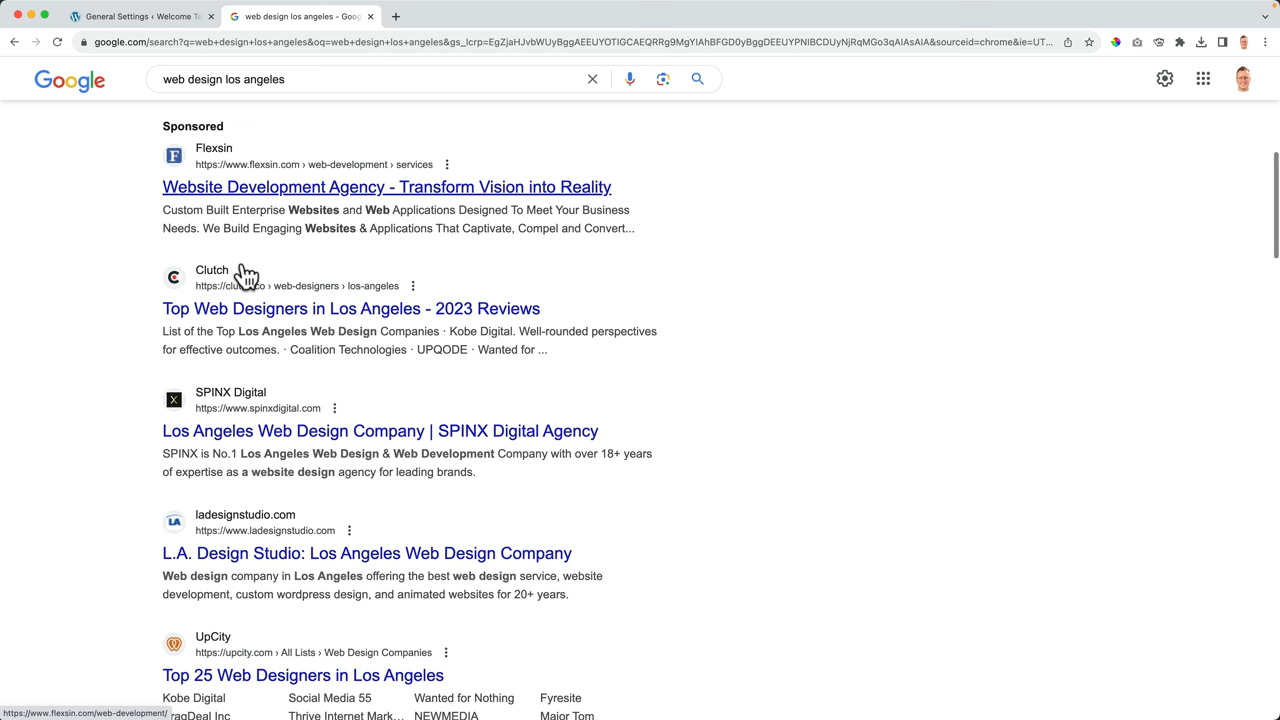 General Settings ‹ Welcome To
web design los angeles - Goog
google.com/search?q=web+design+los+angeles&oq=web+design+los+angeles&gs_lcrp=EgZjaHJvbWUyBggAEEUYOTIGCAEQRRg9MgYIAhBFGD0yBggDEEUYPNIBCDUyNjRqMGo3qAIAsAIA&sourceid=chrome&ie=UT...
Google
web design los angeles
Sponsored
Flexsin
https://www.flexsin.com › web-development › services
Website Development Agency - Transform Vision into Reality
Custom Built Enterprise Websites and Web Applications Designed To Meet Your Business
Needs. We Build Engaging Websites & Applications That Captivate, Compel and Convert...
Clutch
› web-designers › los-angeles
Top Web Designers in Los Angeles - 2023 Reviews
List of the Top Los Angeles Web Design Companies · Kobe Digital. Well-rounded perspectives
for effective outcomes. · Coalition Technologies · UPQODE · Wanted for ...
SPINX Digital
https://www.spinxdigital.com
Los Angeles Web Design Company | SPINX Digital Agency
SPINX is No.1 Los Angeles Web Design & Web Development Company with over 18+ years
of expertise as a website design agency for leading brands.
LA
ladesignstudio.com
https://www.ladesignstudio.com
L.A. Design Studio: Los Angeles Web Design Company
Web design company in Los Angeles offering the best web design service, website
development, custom wordpress design, and animated websites for 20+ years.
UpCity
https://upcity.com › All Lists › Web Design Companies
Top 25 Web Designers in Los Angeles
Kobe Digital Social Media 55 Wanted for Nothing Fyresite
Thrive Internet Mark... NEWMEDIA Major Tom
https://www.flexsin.com/web-development/